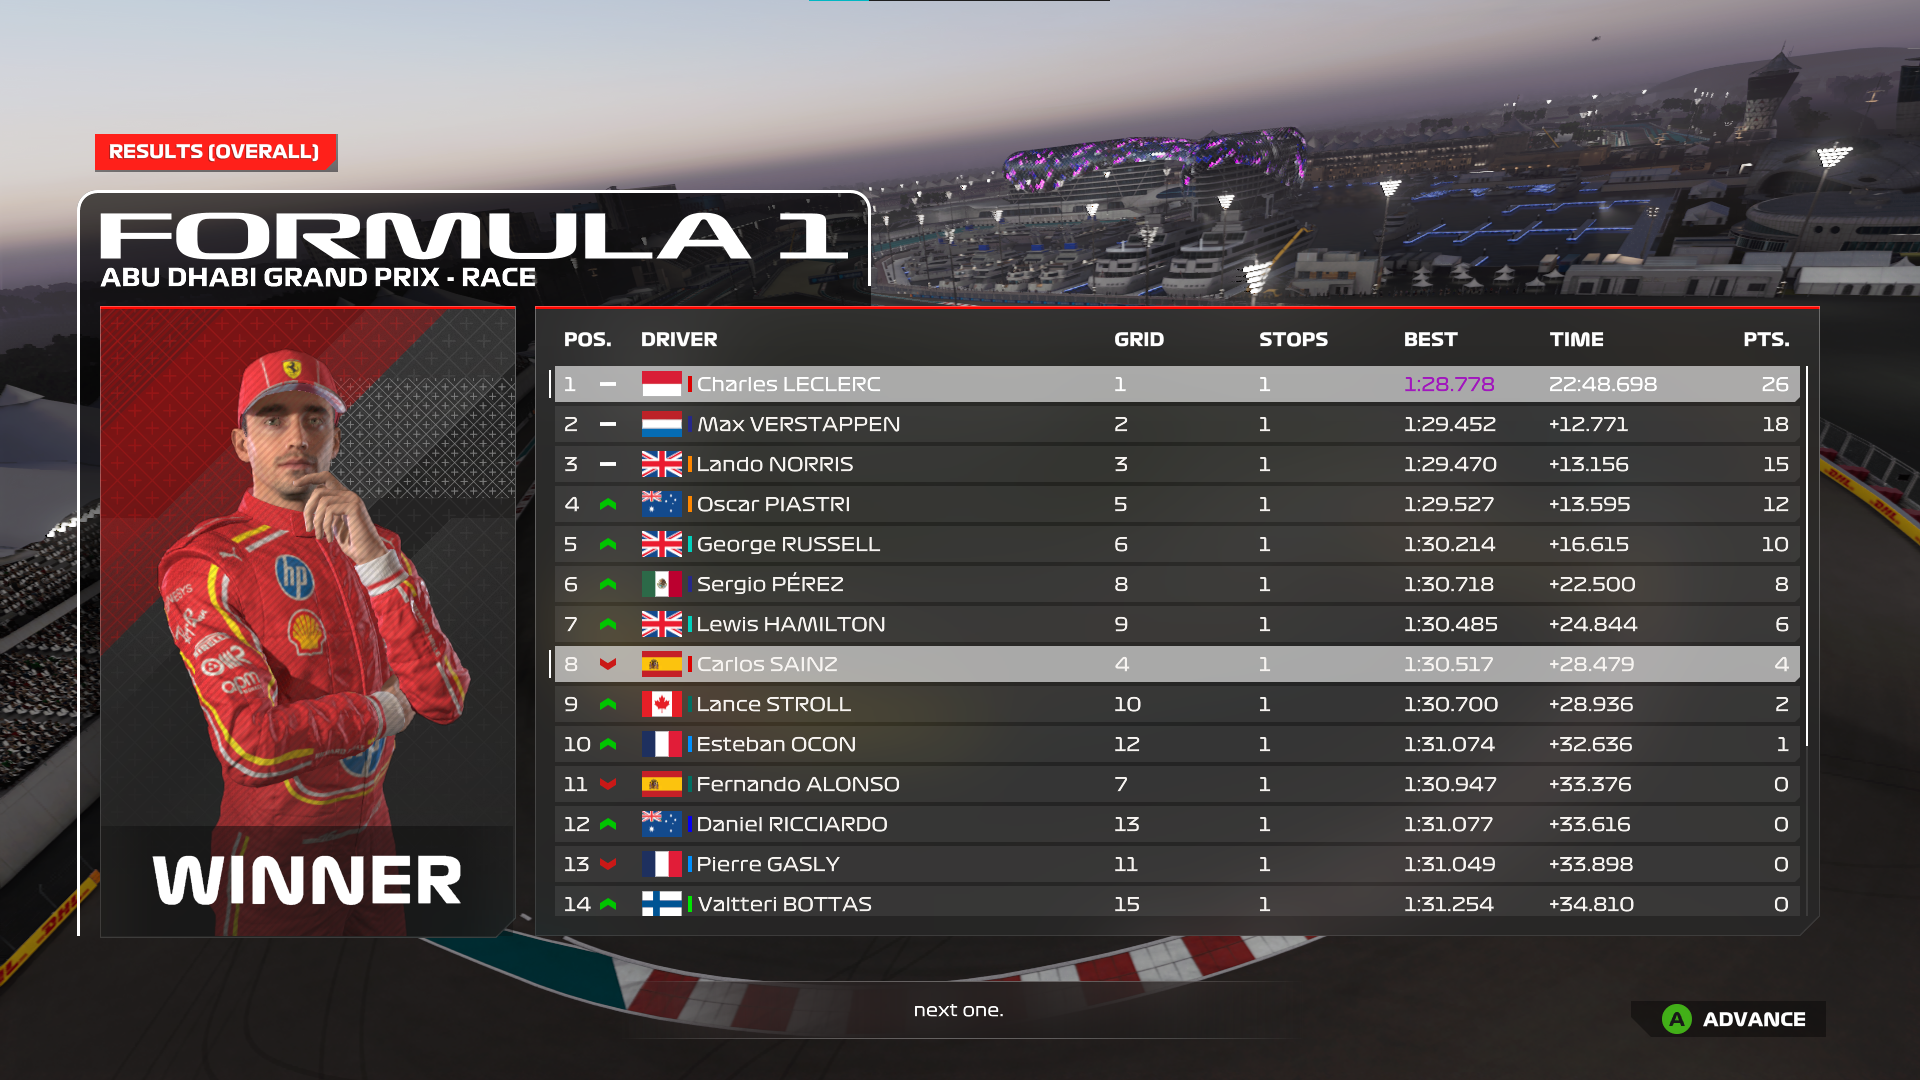 RESULTS (OVERALL)
FORMULA 1
ABU DHABI GRAND PRIX - RACE
POS. DRIVER GRID STOPS BEST TIME PTS.
1 Charles LECLERC 1 1 1:28.778 22:48.698 26
2 Max VERSTAPPEN 2 1 1:29.452 +12.771 18
3 Lando NORRIS 3 1 1:29.470 +13.156 15
4 Oscar PIASTRI 5 1 1:29.527 +13.595 12
5 George RUSSELL 6 1 1:30.214 +16.615 10
6 Sergio PÉREZ 8 1 1:30.718 +22.500 8
7 Lewis HAMILTON 9 1 1:30.485 +24.844 6
8 Carlos SAINZ 4 1 1:30.517 +28.479 4
9 Lance STROLL 10 1 1:30.700 +28.936 2
10 Esteban OCON 12 1 1:31.074 +32.636 1
11 Fernando ALONSO 7 1 1:30.947 +33.376 0
12 Daniel RICCIARDO 13 1 1:31.077 +33.616 0
13 Pierre GASLY 11 1 1:31.049 +33.898 0
14 Valtteri BOTTAS 15 1 1:31.254 +34.810 0
hp
WINNER
DHL
DHL
DHL
DHL
next one.
A ADVANCE